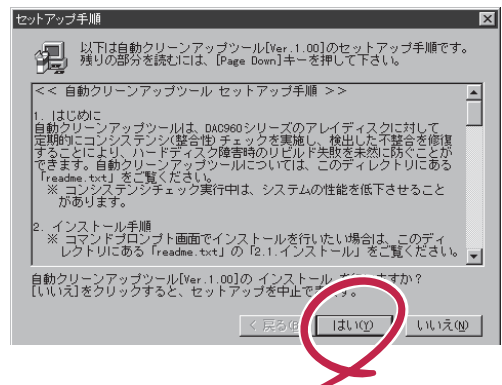 セットアップ手順
以下は自動クリーンアップツール[Ver.1.00]のセットアップ手順です。
残りの部分を読むには、[Page Down]キーを押して下さい。
<< 自動クリーンアップツール セットアップ手順 >>
1. はじめに
自動クリーンアップツールは、DAC960シリーズのアレイディスクに対して
定期的にコンシステンシ(整合性)チェックを実施し、検出した不整合を修復
することにより、ハードディスク障害時のリビルド失敗を未然に防ぐことが
できます。自動クリーンアップツールについては、このディレクトリにある
「readme.txt」をご覧ください。
※ コンシステンシチェック実行中は、システムの性能を低下させること
があります。
2. インストール手順
※ コマンドプロンプト画面でインストールを行いたい場合は、このディ
レクトリにある「readme.txt」の「2.1.インストール」をご覧ください。
自動クリーンアップツール[Ver.1.00]の インストール ますか?
[いいえ]をクリックすると、セットアップを中止で す。
< 戻る(B) はい(Y) いいえ(N)